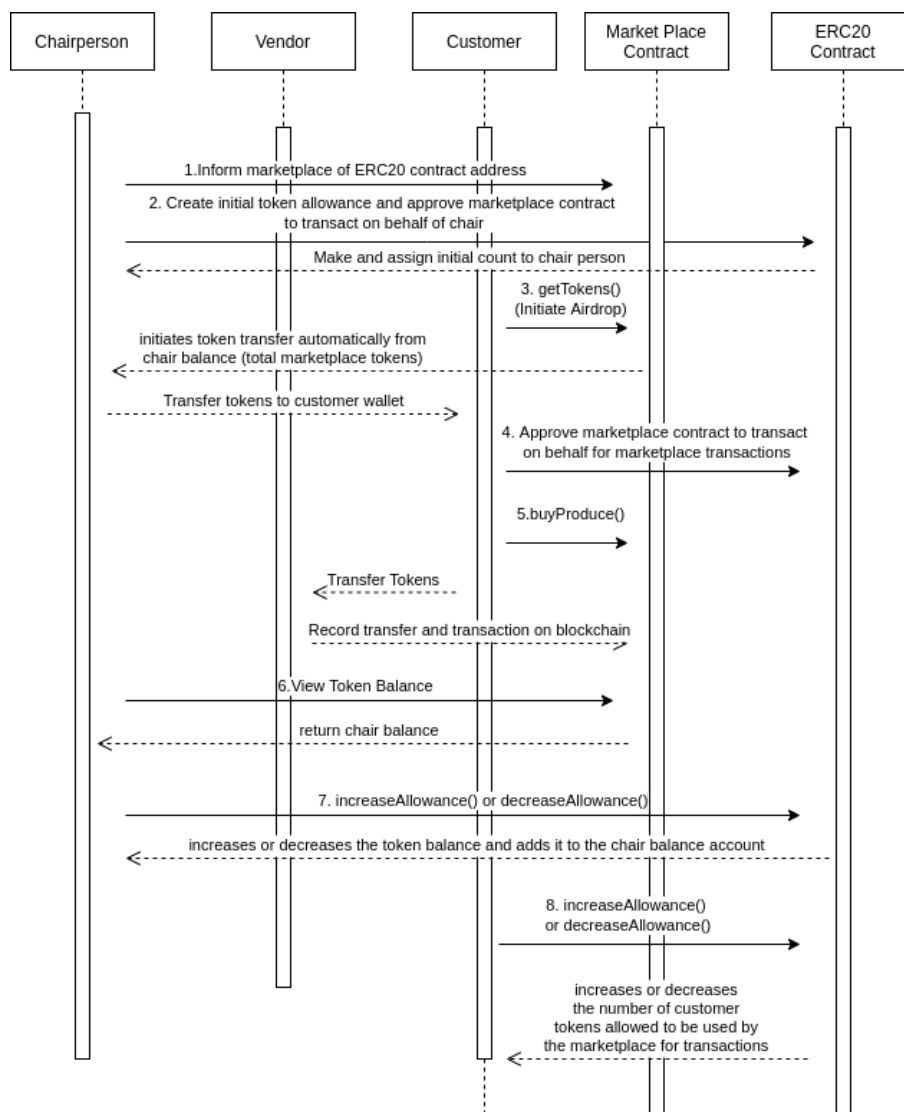 Chairperson
Vendor
Customer
Market Place
Contract
ERC20
Contract
1.Inform marketplace of ERC20 contract address
2. Create initial token allowance and approve marketplace contract
to transact on behalf of chair
Make and assign initial count to chair person
3. getTokens()
(Initiate Airdrop)
initiates token transfer automatically from
chair balance (total marketplace tokens)
Transfer tokens to customer wallet
4. Approve marketplace contract to transact
on behalf for marketplace transactions
5.buyProduce()
Transfer Tokens
Record transfer and transaction on blockchain
6.View Token Balance
return chair balance
7. increaseAllowance() or decreaseAllowance()
increases or decreases the token balance and adds it to the chair balance account
8. increaseAllowance()
or decreaseAllowance()
increases or decreases
the number of customer
tokens allowed to be used by
the marketplace for transactions